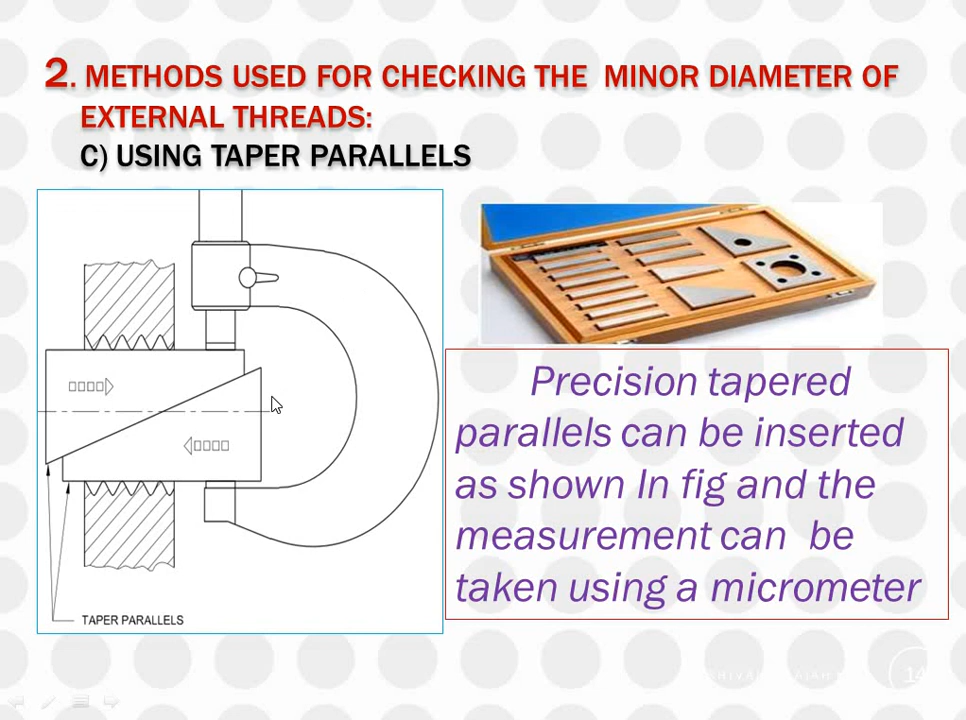 2. METHODS USED FOR CHECKING THE MINOR DIAMETER OF
EXTERNAL THREADS:
C) USING TAPER PARALLELS
Precision tapered
parallels can be inserted
as shown In fig and the
measurement can be
taken using a micrometer
TAPER PARALLELS
14